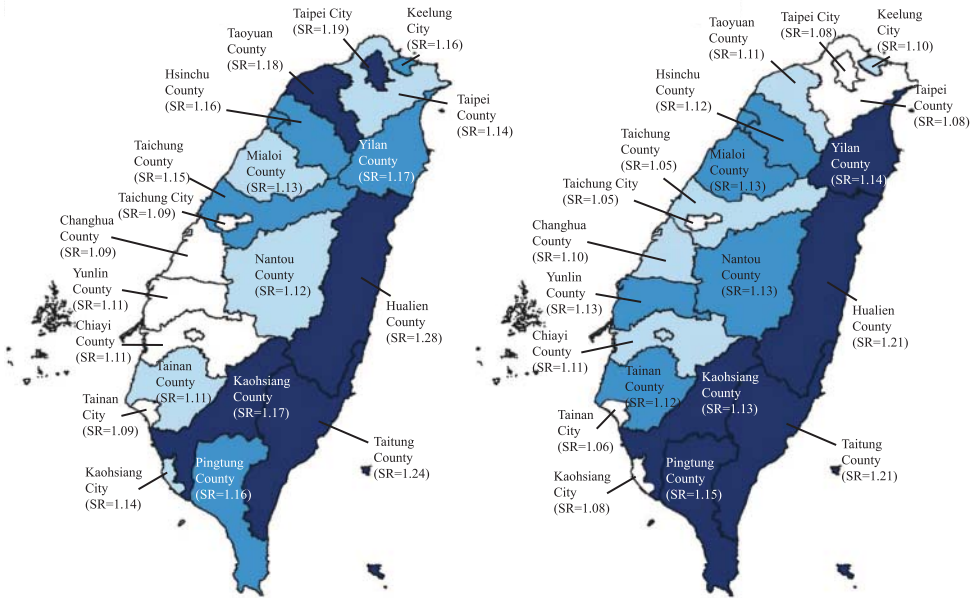 Taipei City
(SR=1.19)
Keelung
City
(SR=1.16)
Taoyuan
County
(SR=1.18)
Hsinchu
County
(SR=1.16)
Taipei
County
(SR=1.14)
Taichung
County
(SR=1.15)
Mialoi
County
(SR=1.13)
Yilan
County
(SR=1.17)
Taichung City
(SR=1.09)
Changhua
County
(SR=1.09)
Nantou
County
(SR=1.12)
Yunlin
County
(SR=1.11)
Hualien
County
(SR=1.28)
Chiayi
County
(SR=1.11)
Tainan
County
(SR=1.11)
Kaohsiang
County
(SR=1.17)
Tainan
City
(SR=1.09)
Taitung
County
(SR=1.24)
Kaohsiang
City
(SR=1.14)
Pingtung
County
(SR=1.16)
Taipei City
(SR=1.08)
Keelung
City
(SR=1.10)
Taoyuan
County
(SR=1.11)
Hsinchu
County
(SR=1.12)
Taipei
County
(SR=1.08)
Taichung
County
(SR=1.05)
Mialoi
County
(SR=1.13)
Yilan
County
(SR=1.14)
Taichung City
(SR=1.05)
Changhua
County
(SR=1.10)
Nantou
County
(SR=1.13)
Yunlin
County
(SR=1.13)
Hualien
County
(SR=1.21)
Chiayi
County
(SR=1.11)
Tainan
County
(SR=1.12)
Kaohsiang
County
(SR=1.13)
Tainan
City
(SR=1.06)
Taitung
County
(SR=1.21)
Kaohsiang
City
(SR=1.08)
Pingtung
County
(SR=1.15)